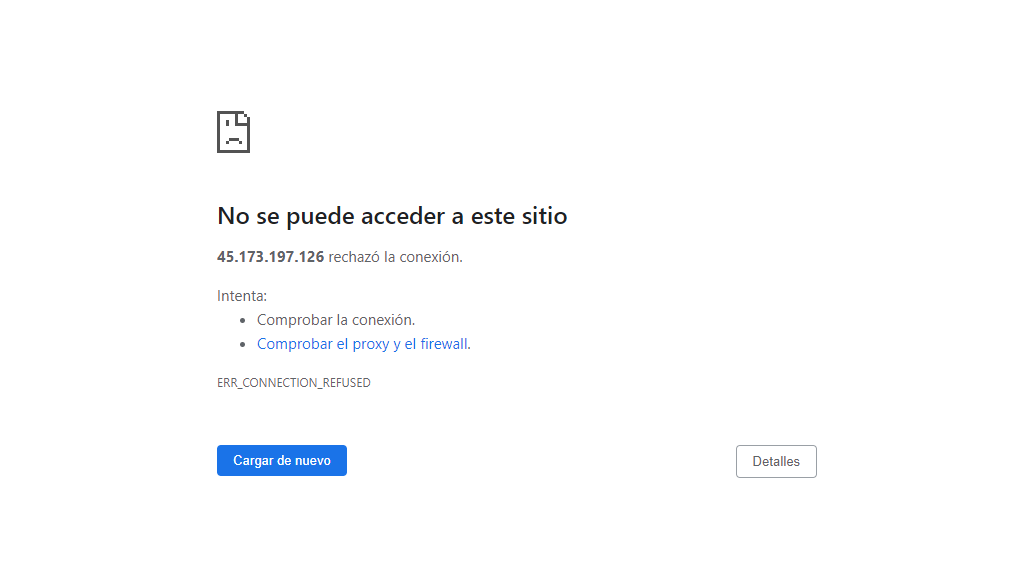 No se puede acceder a este sitio
45.173.197.126 rechazó la conexión.
Intenta:
• Comprobar la conexión.
• Comprobar el proxy y el firewall.
ERR_CONNECTION_REFUSED
Cargar de nuevo
Detalles